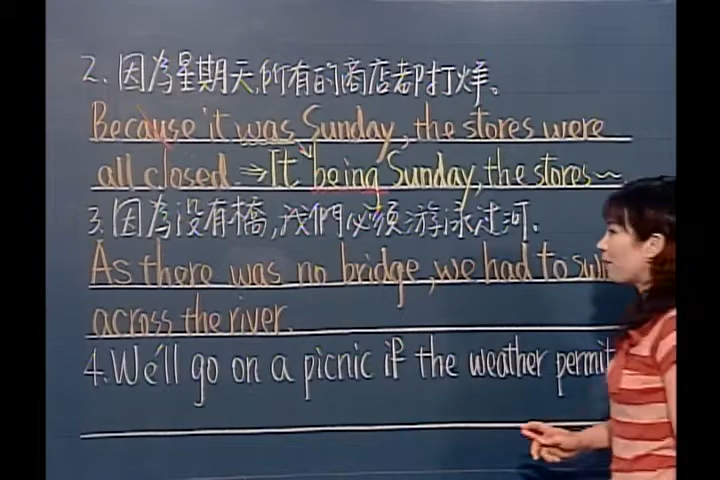 2. 因為星期天,所有的商店都打烊。
Because it was Sunday, the stores were
all closed. ⇒ It being Sunday, the stores ~
3. 因為沒有橋,我們必須游泳过河.
As there was no bridge, we had to
across the river.
4. We'll go on a picnic if the weather permit